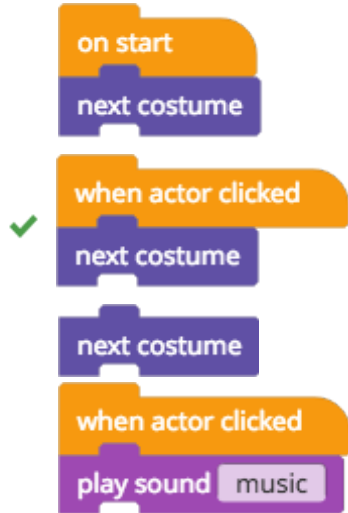 on start
next costume
when actor clicked
next costume
next costume
when actor clicked
play sound music